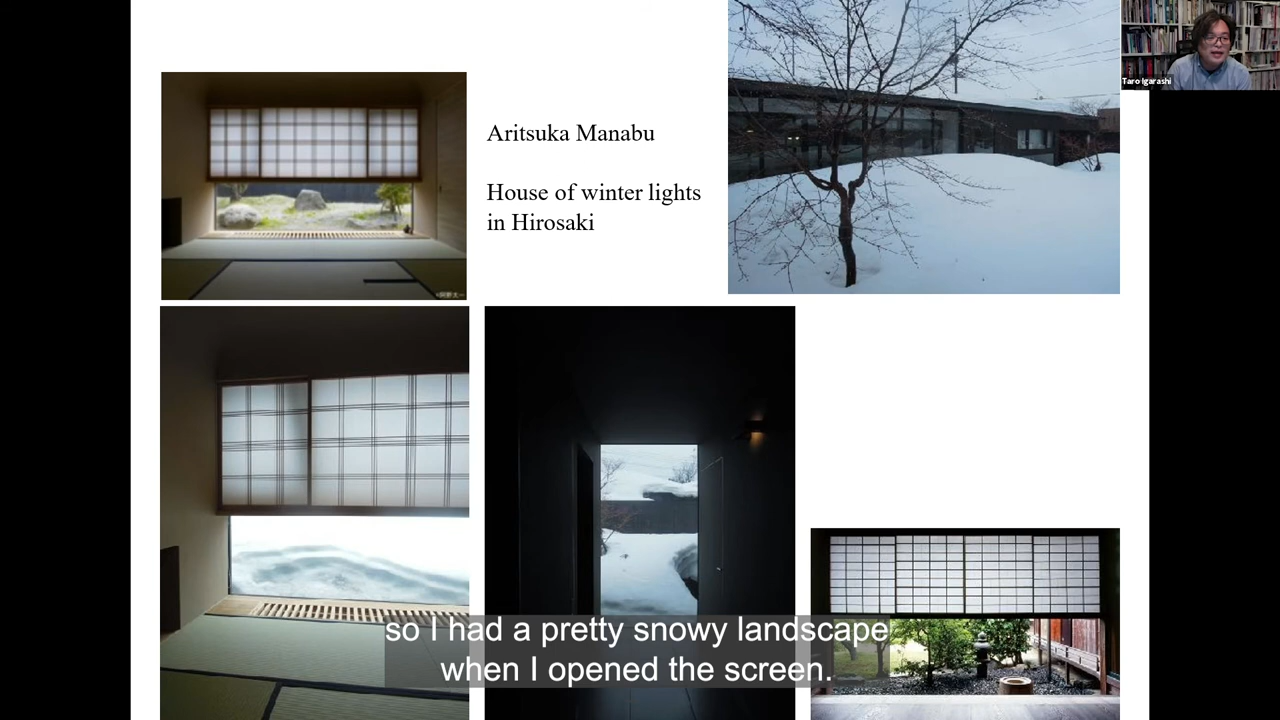 Taro Igarashi
Aritsuka Manabu
House of winter lights
in Hirosaki
so I had a pretty snowy landscape
when I opened the screen.